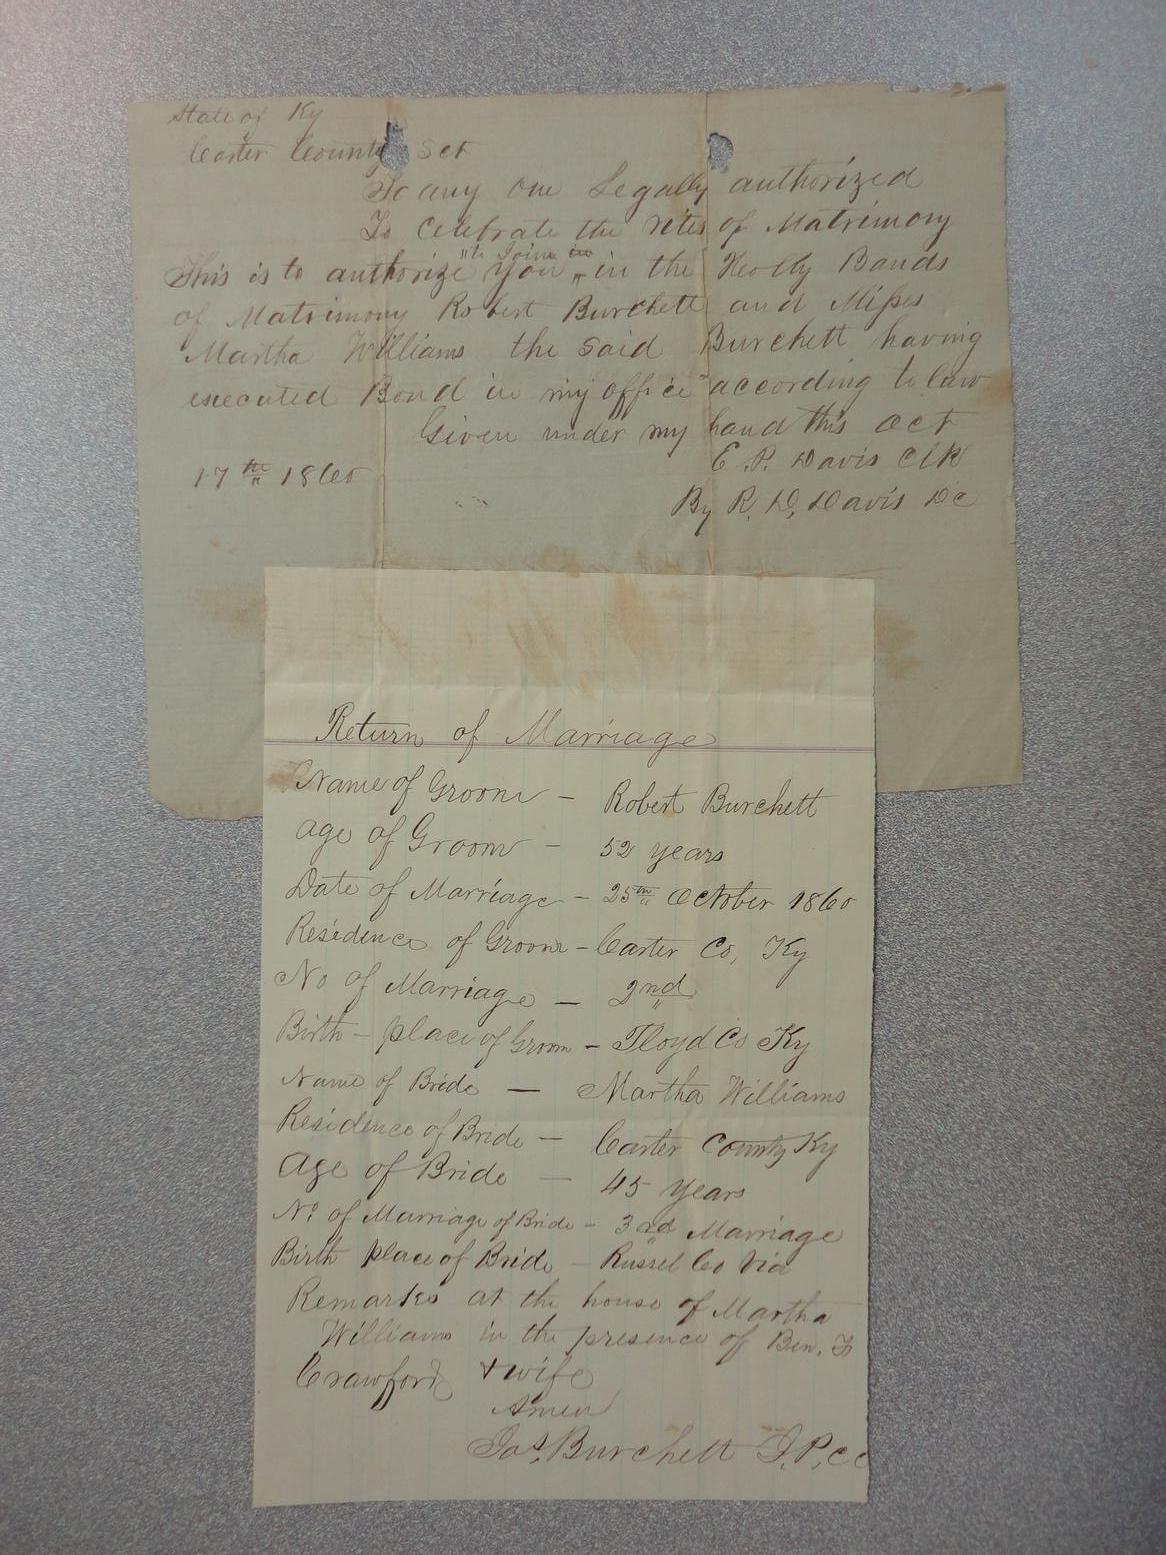 State of Ky
Carter County Sct
To any one Legally authorized
To Celebrate the rites of Matrimony
"to Joine
This is to authorize you in the Holly Bands
of Matrimony Robert Burchett and Misses
Martha Williams the said Burchett having
executed Bond in my office according to law
Given under my hand this Oct
17th 1860
E. P. Davis Clk
By R. D. Davis Dc
Return of Marriage
Name of Groom - Robert Burchett
Age of Groom - 52 years
Date of Marriage - 25th October 1860
Residence of Groom - Carter Co, Ky
No of Marriage - 2nd
Birth-place of Groom - Floyd Co Ky
Name of Bride - Martha Williams
Residence of Bride - Carter County Ky
Age of Bride - 45 years
No of Marriage of Bride - 3rd Marriage
Birth place of Bride - Russel Co Via
Remarks at the house of Martha
Williams in the presence of Ben. F
Crawford & wife
Amen
Jas. Burchett J.P.C.C